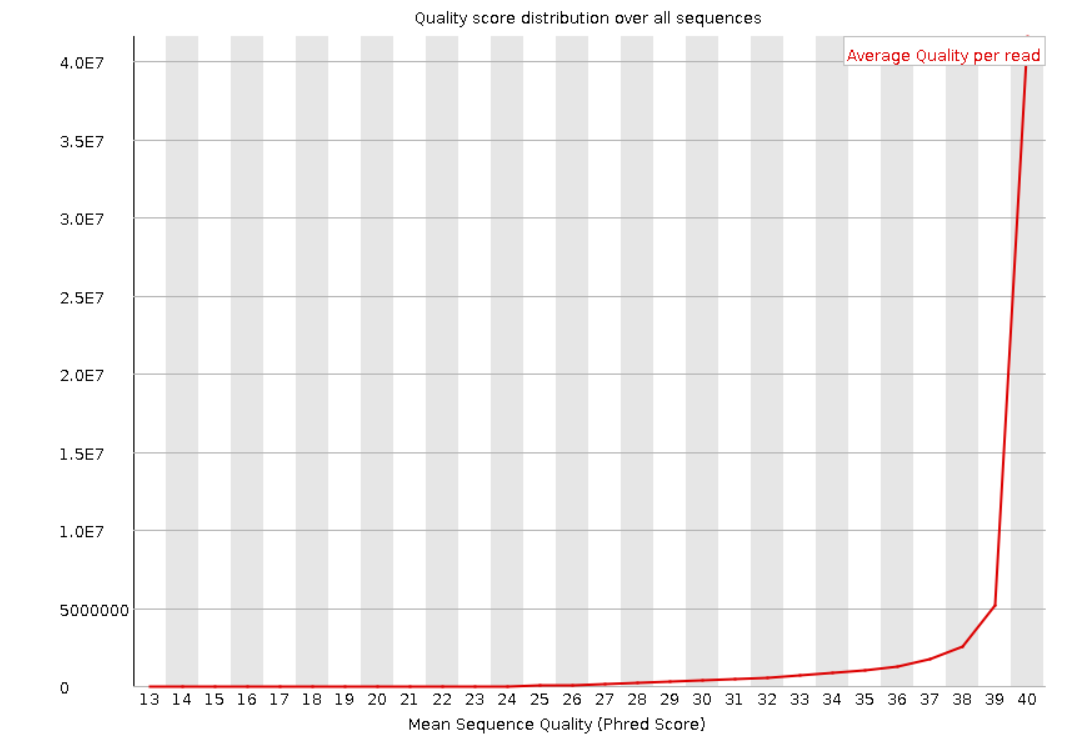 Quality score distribution over all sequences
Average Quality per read
4.0E7
3.5E7
3.0E7
2.5E7
2.0E7
1.5E7
1.0E7
5000000
0
13 14 15 16 17 18 19 20 21 22 23 24 25 26 27 28 29 30 31 32 33 34 35 36 37 38 39 40
Mean Sequence Quality (Phred Score)